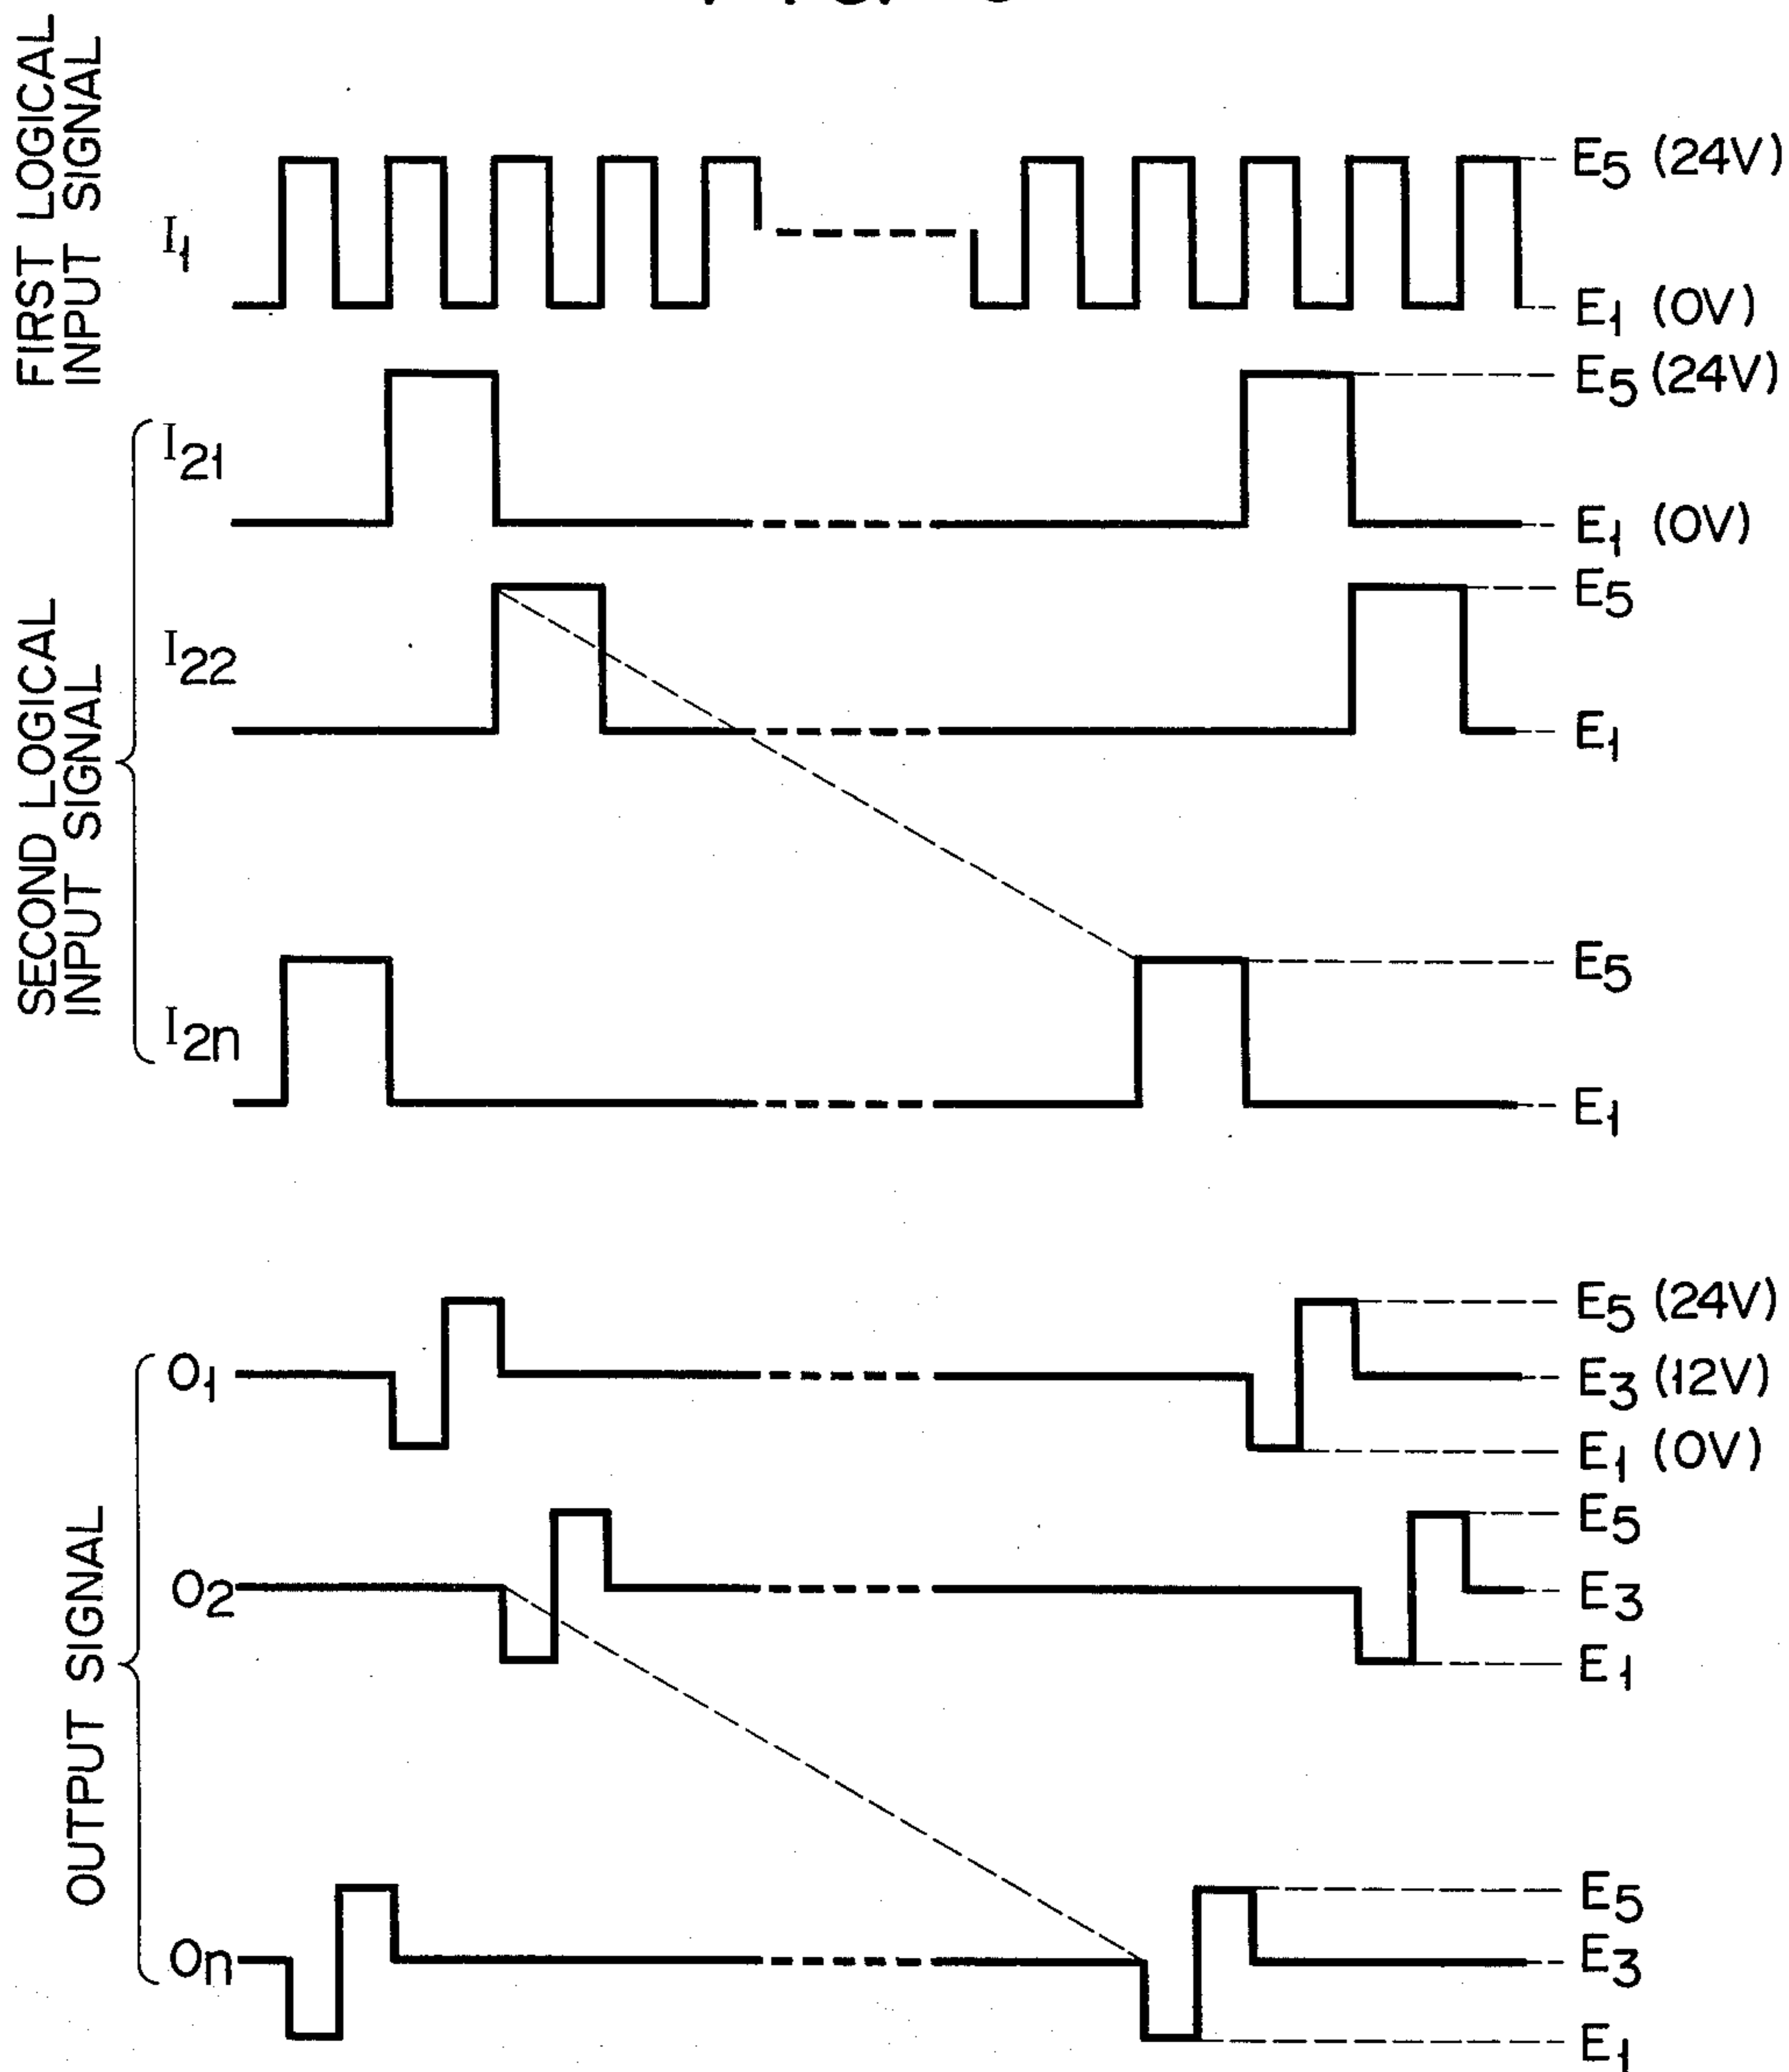 FIRST LOGICAL
INPUT SIGNAL
I1
E5 (24V)
E1 (0V)
SECOND LOGICAL
INPUT SIGNAL
I21
E5 (24V)
E1 (0V)
I22
E5
E1
I2n
E5
E1
OUTPUT SIGNAL
O1
E5 (24V)
E3 (12V)
E1 (0V)
O2
E5
E3
E1
On
E5
E3
E1